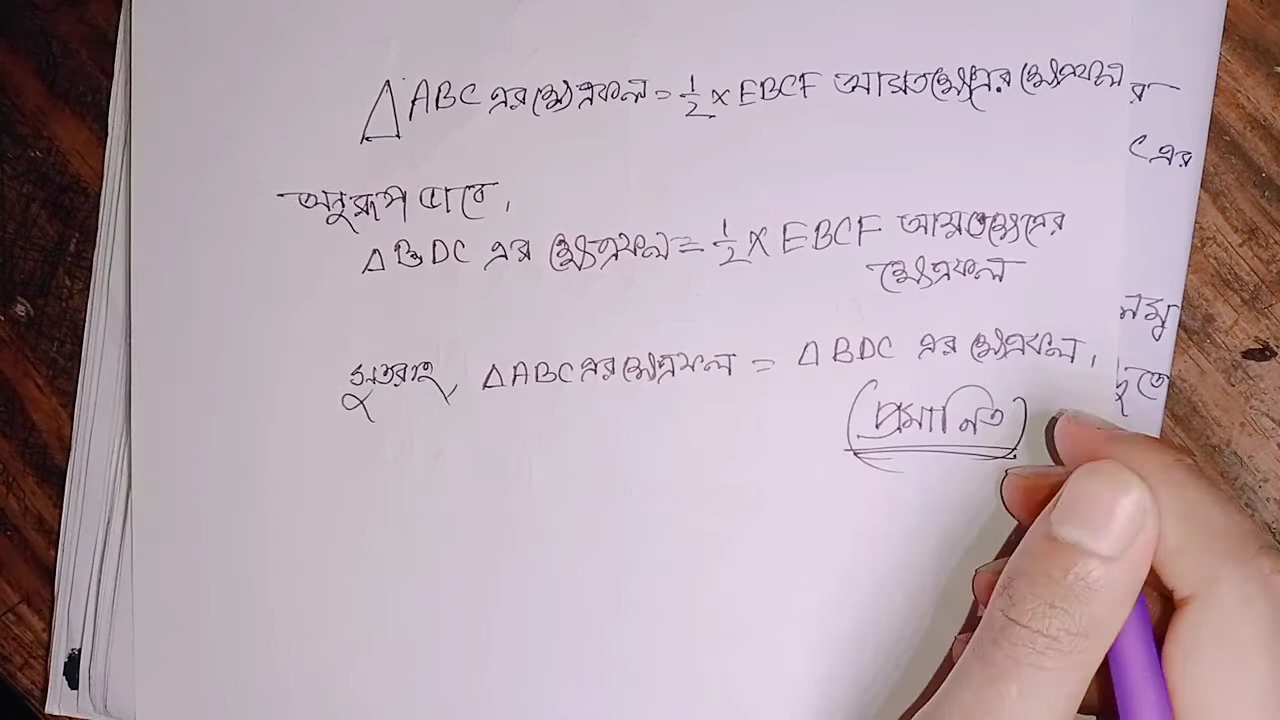 Δ ABC এর ক্ষেত্রফল = 1/2 × EBCF আয়তক্ষেত্রের ক্ষেত্রফল
র
এর
অনুরূপ ভাবে,
Δ BDC এর ক্ষেত্রফল = 1/2 × EBCF আয়তক্ষেত্রের
ক্ষেত্রফল
সুতরাং, Δ ABC এর ক্ষেত্রফল = Δ BDC এর ক্ষেত্রফল,
(প্রমানিত)